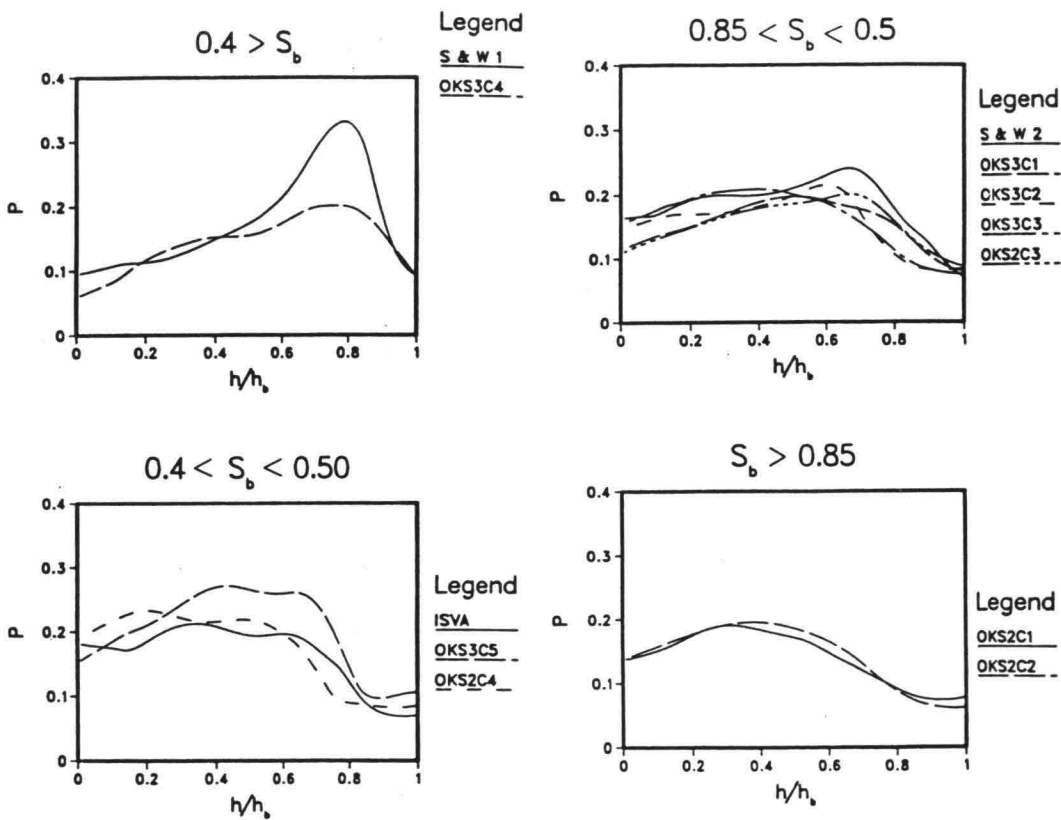 0.4 > S_b
Legend
S & W 1
OKS3C4
0.4
0.3
0.2
0.1
0
P
0 0.2 0.4 0.6 0.8 1
h/h_b
0.85 < S_b < 0.5
Legend
S & W 2
OKS3C1
OKS3C2
OKS3C3
OKS2C3
0.4
0.3
0.2
0.1
0
P
0 0.2 0.4 0.6 0.8 1
h/h_b
0.4 < S_b < 0.50
Legend
ISVA
OKS3C5
OKS2C4
0.4
0.3
0.2
0.1
0
P
0 0.2 0.4 0.6 0.8 1
h/h_b
S_b > 0.85
Legend
OKS2C1
OKS2C2
0.4
0.3
0.2
0.1
0
P
0 0.2 0.4 0.6 0.8 1
h/h_b